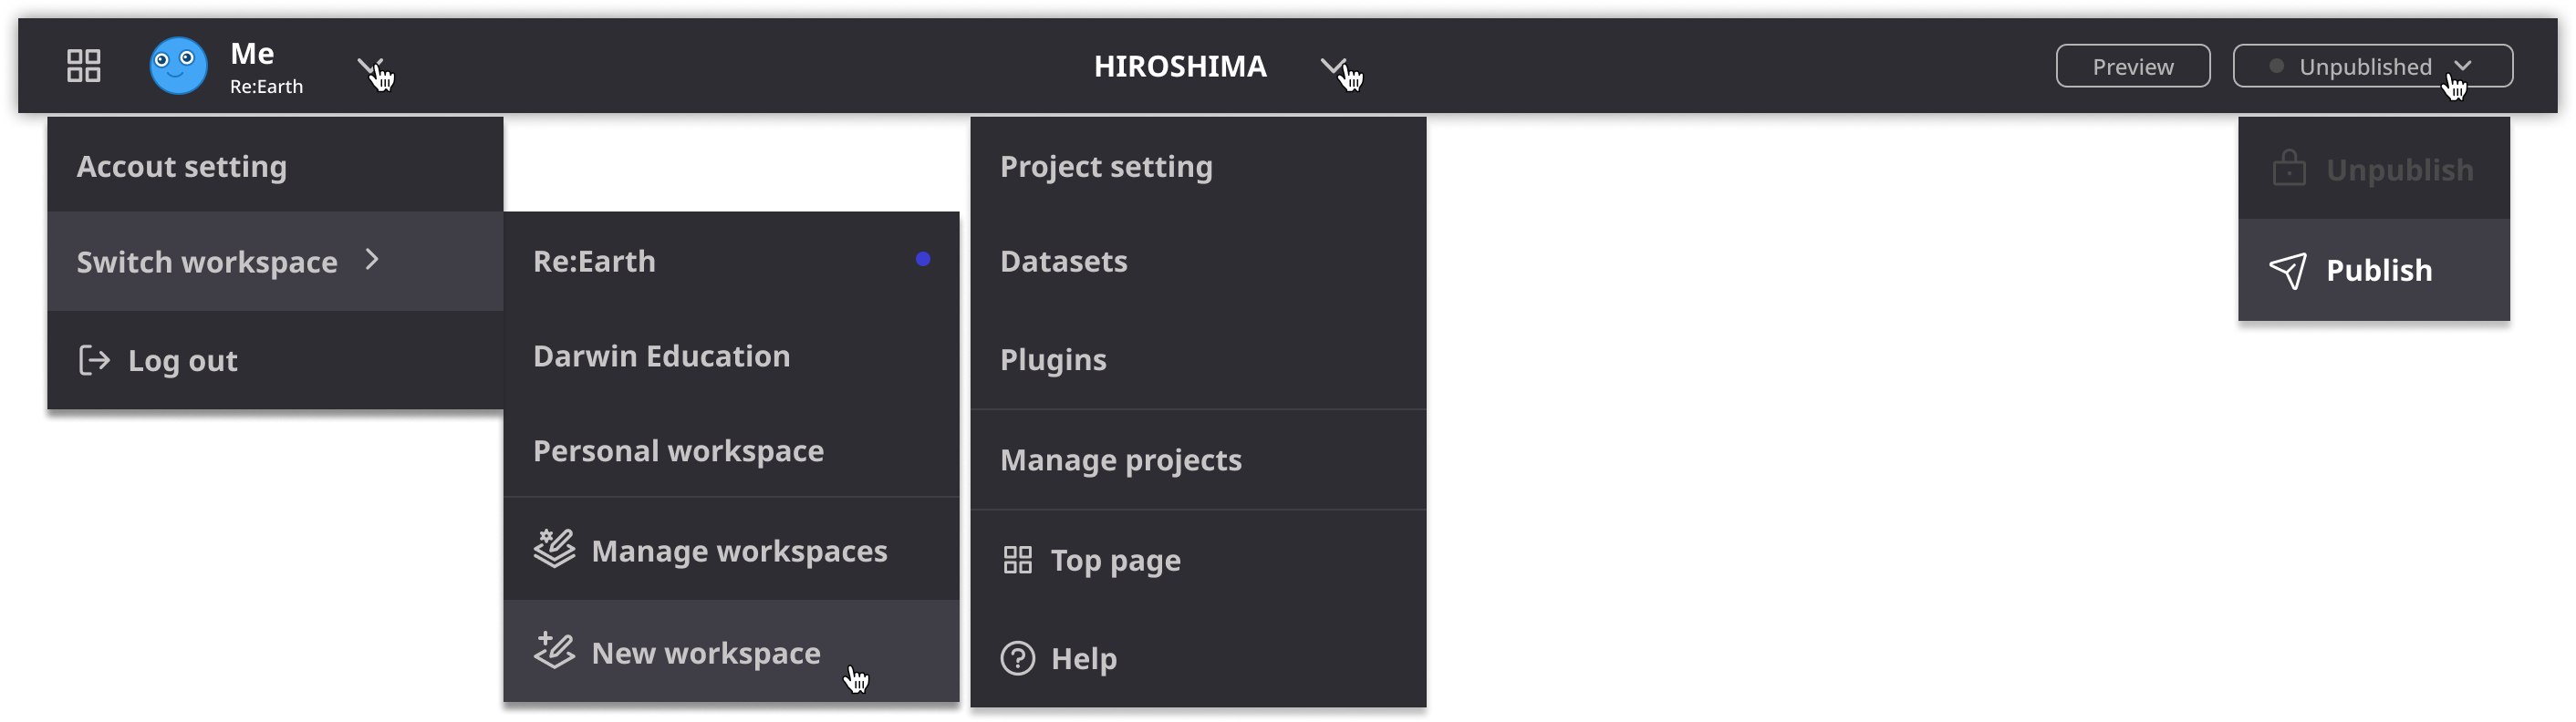 Me
Re:Earth
HIROSHIMA
Preview
Unpublished
Accout setting
Switch workspace
Log out
Re:Earth
Darwin Education
Personal workspace
Manage workspaces
New workspace
Project setting
Datasets
Plugins
Manage projects
Top page
Help
Unpublish
Publish